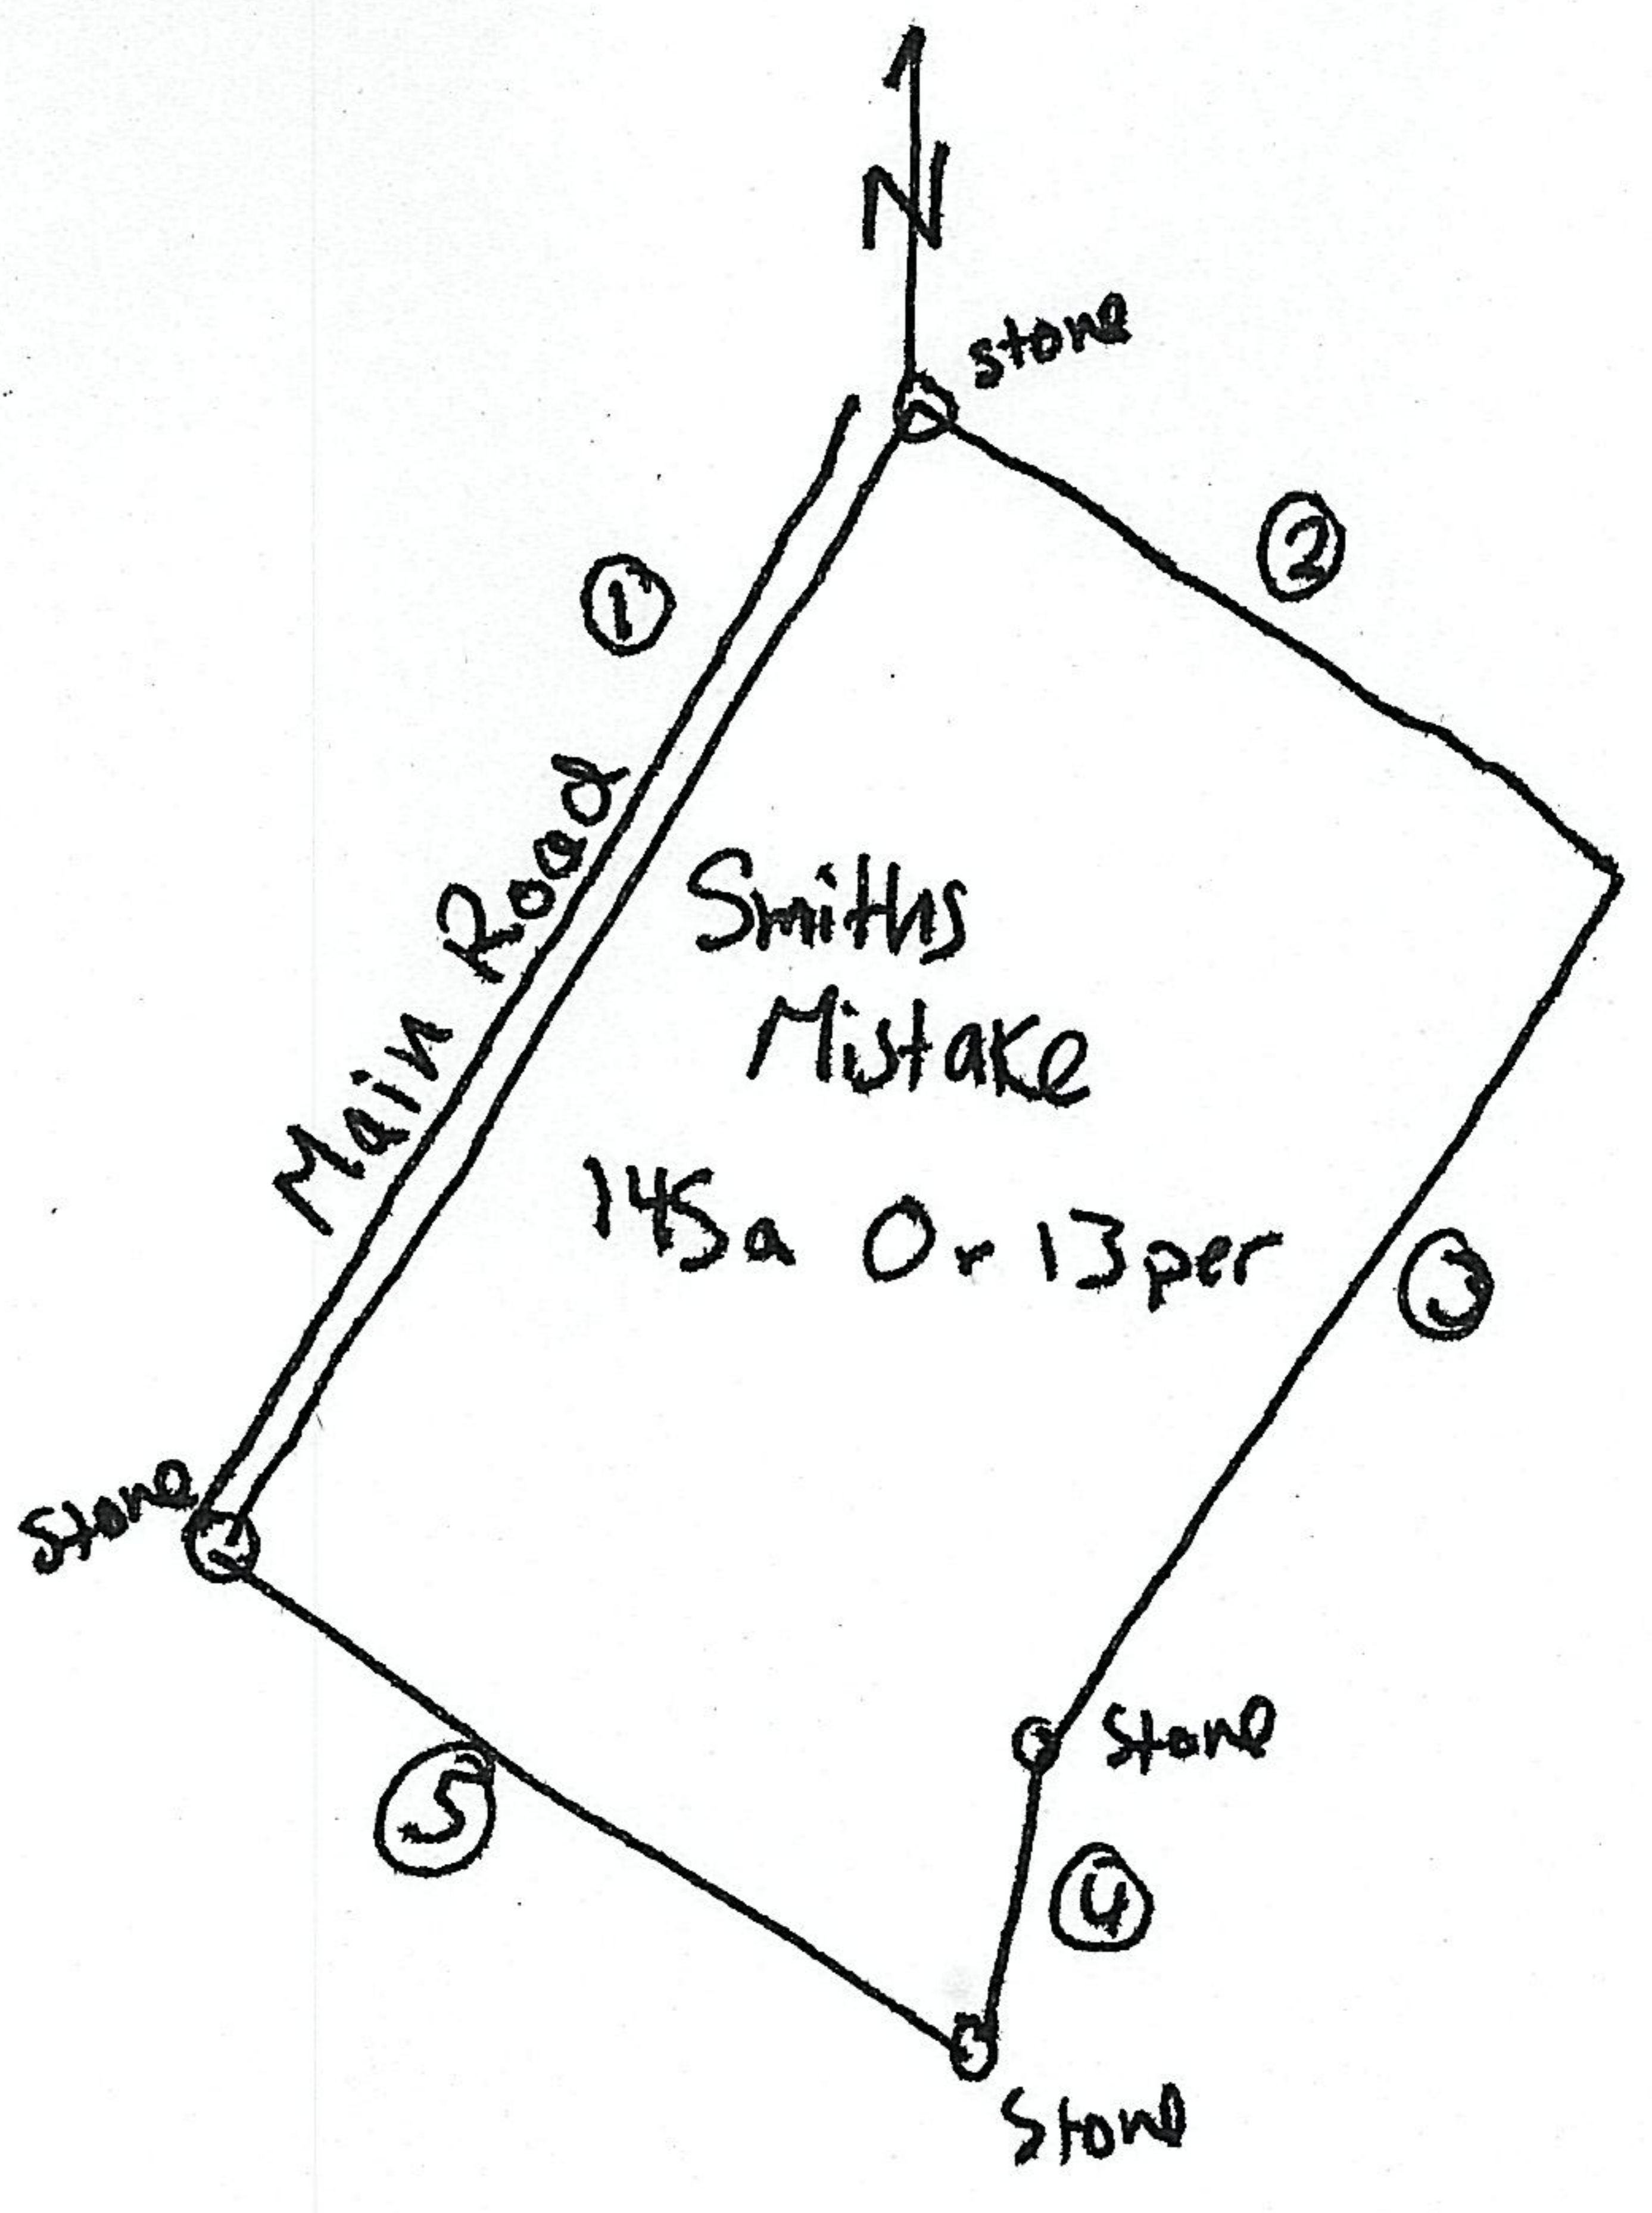 N
stone
1
2
Main Road
Smiths
Mistake
145a 0r 13per
3
Stone
Stone
5
4
Stone